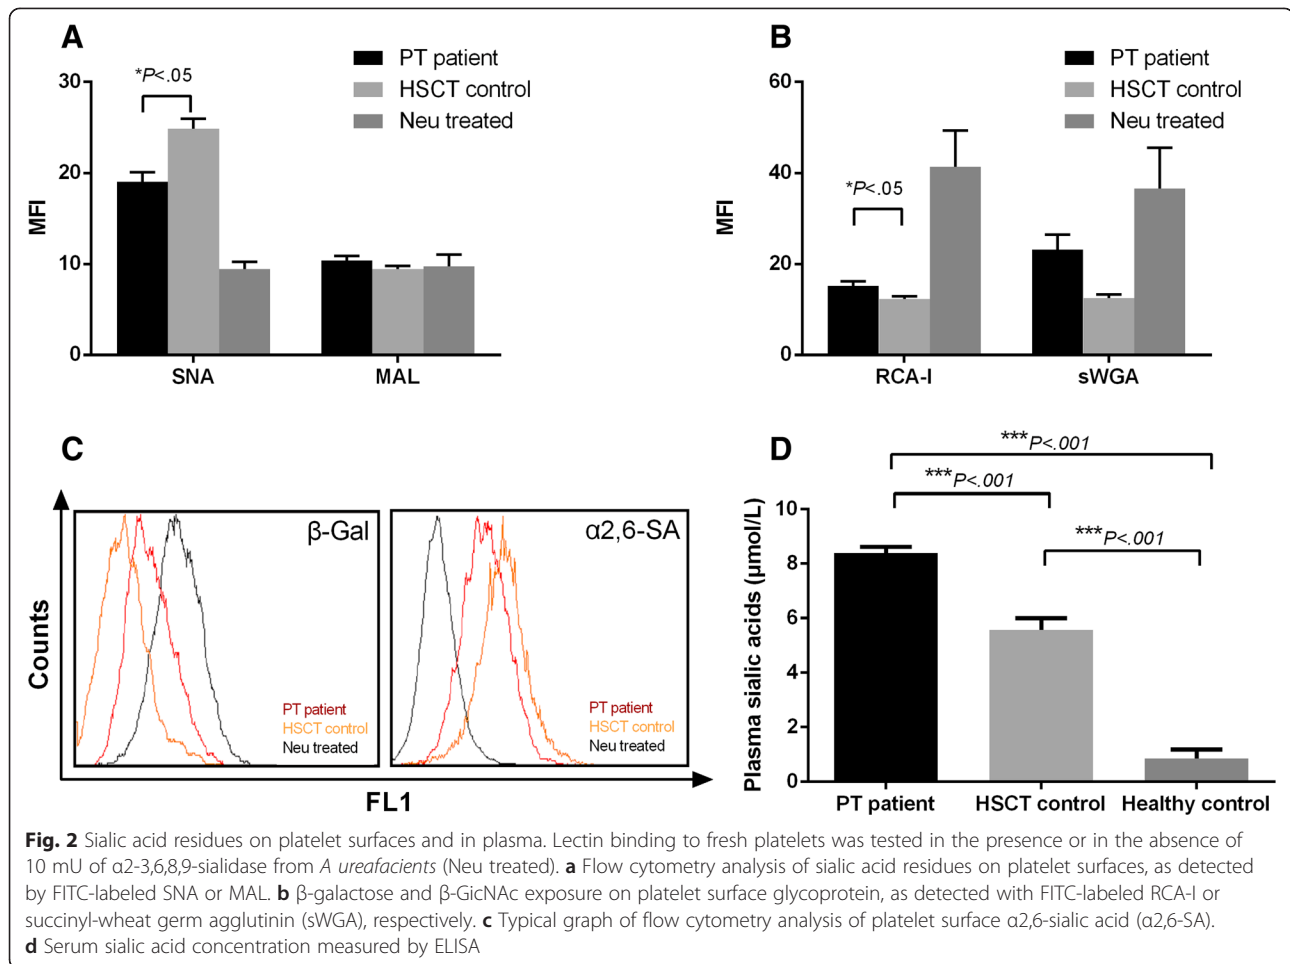 A
PT patient
HSCT control
Neu treated
*P<.05
30
20
10
0
MFI
SNA MAL
B
PT patient
HSCT control
Neu treated
*P<.05
60
40
20
0
MFI
RCA-I sWGA
C
β-Gal
PT patient
HSCT control
Neu treated
α2,6-SA
PT patient
HSCT control
Neu treated
Counts
FL1
D
***P<.001
***P<.001
***P<.001
10
8
6
4
2
0
Plasma sialic acids (μmol/L)
PT patient HSCT control Healthy control
Fig. 2 Sialic acid residues on platelet surfaces and in plasma. Lectin binding to fresh platelets was tested in the presence or in the absence of
10 mU of α2-3,6,8,9-sialidase from A ureafacients (Neu treated). a Flow cytometry analysis of sialic acid residues on platelet surfaces, as detected
by FITC-labeled SNA or MAL. b β-galactose and β-GicNAc exposure on platelet surface glycoprotein, as detected with FITC-labeled RCA-I or
succinyl-wheat germ agglutinin (sWGA), respectively. c Typical graph of flow cytometry analysis of platelet surface α2,6-sialic acid (α2,6-SA).
d Serum sialic acid concentration measured by ELISA